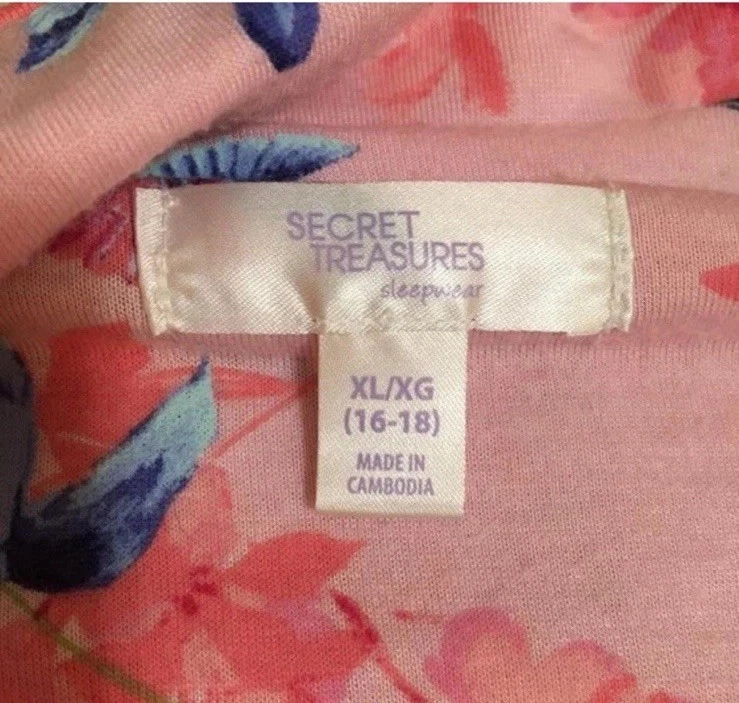 SECRET
TREASURES
sleepwear
XL/XG
(16-18)
MADE IN
CAMBODIA